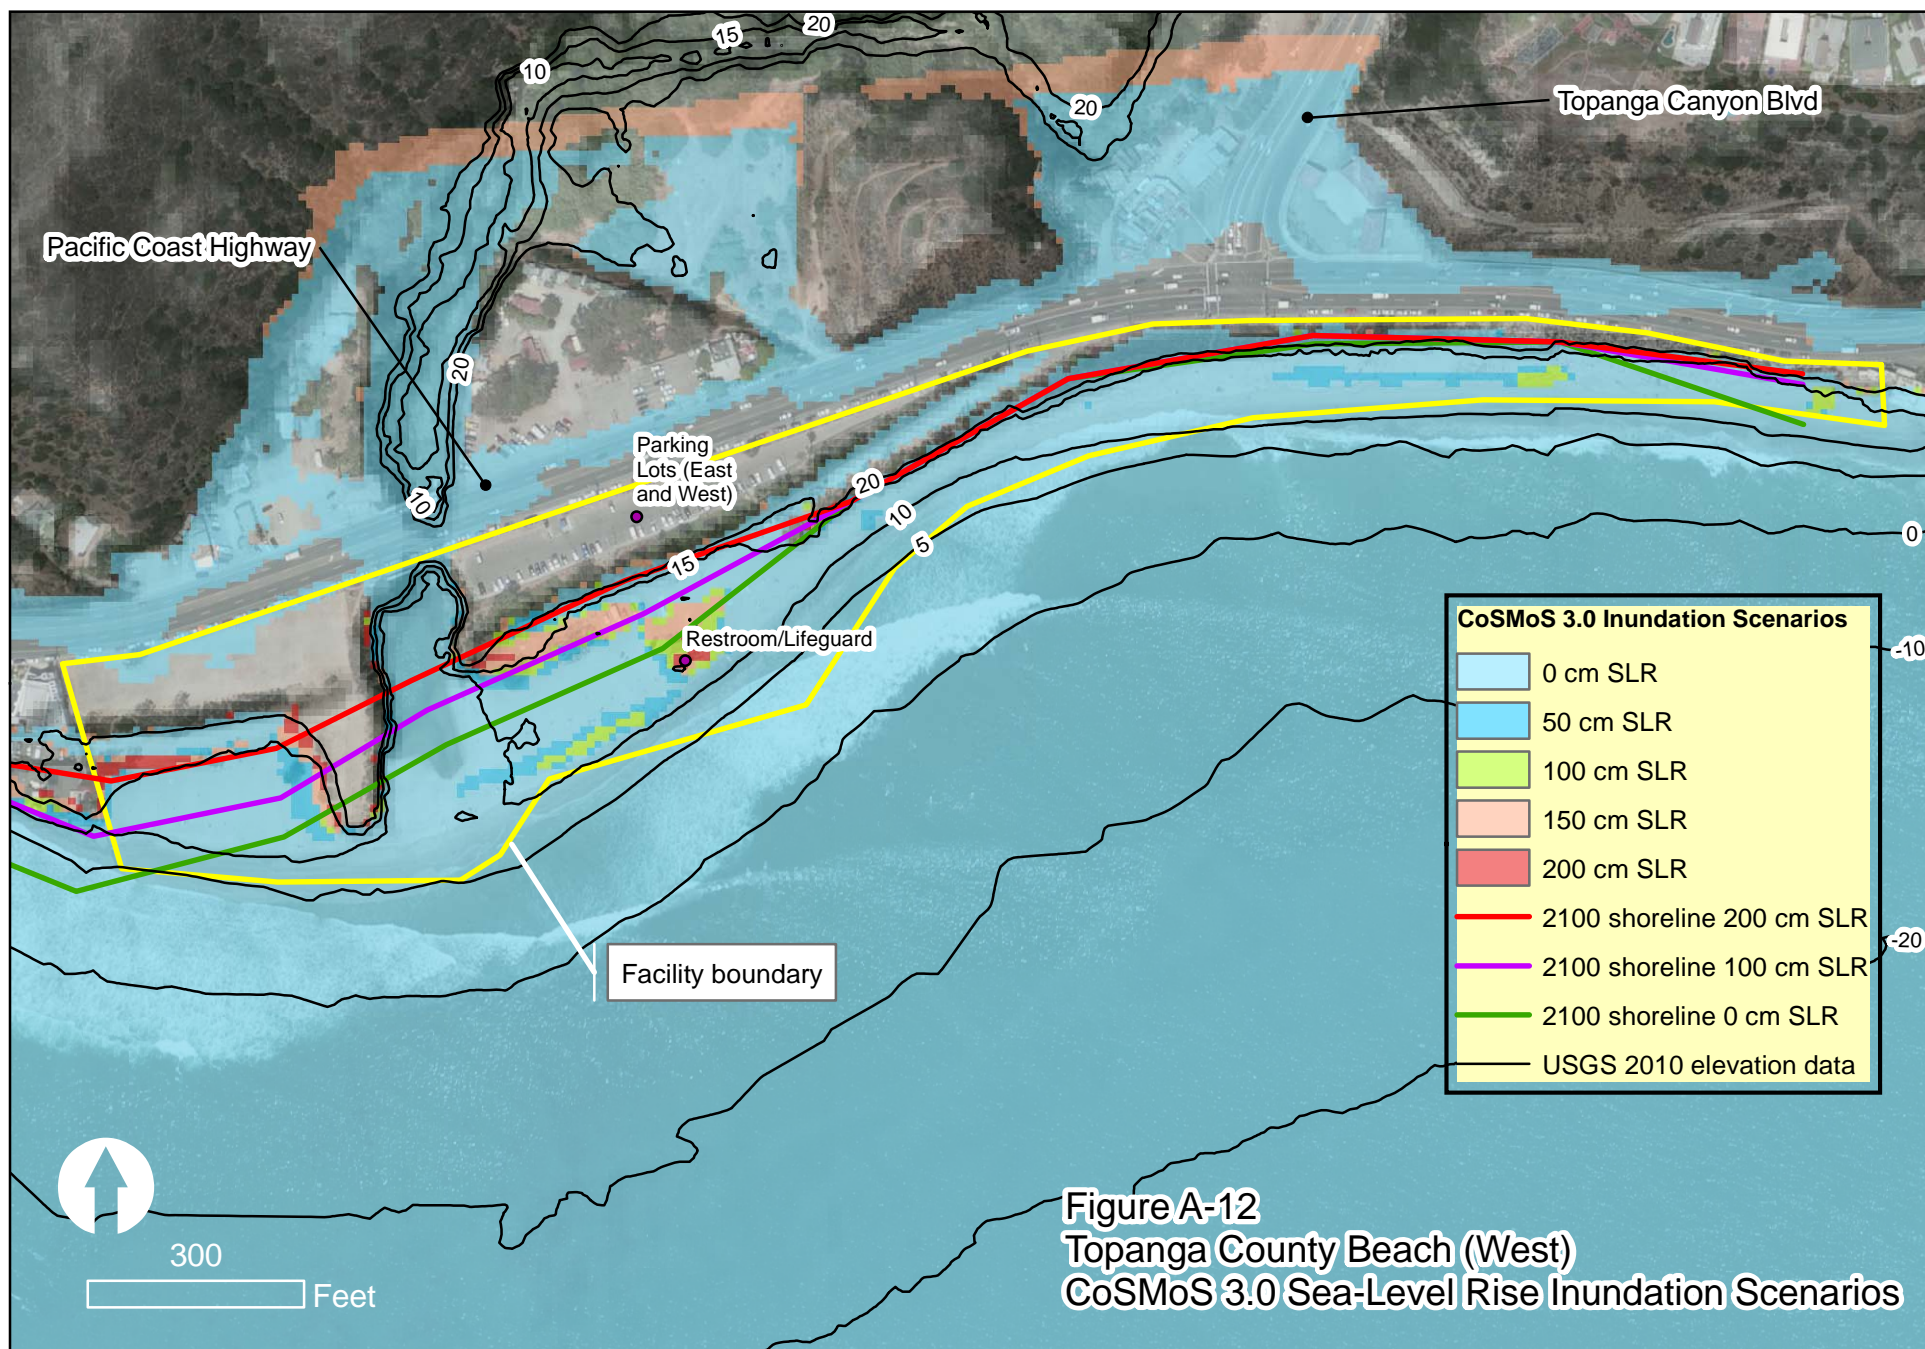 20
15
10
20
Topanga Canyon Blvd
Pacific Coast Highway
20
Parking
Lots (East
and West)
10
20
10
5
15
0
Restroom/Lifeguard
CoSMoS 3.0 Inundation Scenarios
0 cm SLR
50 cm SLR
100 cm SLR
150 cm SLR
200 cm SLR
2100 shoreline 200 cm SLR
2100 shoreline 100 cm SLR
2100 shoreline 0 cm SLR
USGS 2010 elevation data
-10
-20
Facility boundary
300
Feet
Figure A-12
Topanga County Beach (West)
CoSMoS 3.0 Sea-Level Rise Inundation Scenarios